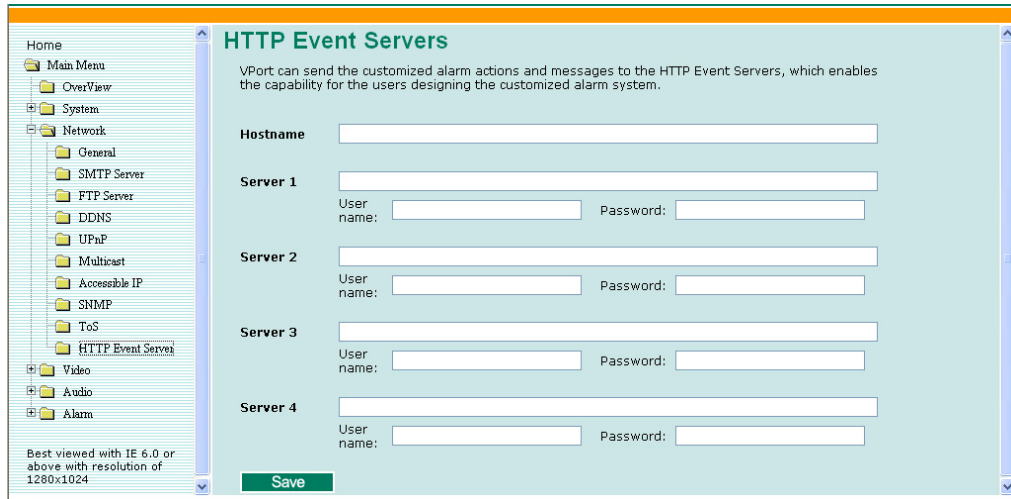 Home
Main Menu
OverView
System
Network
General
SMTP Server
FTP Server
DDNS
UPnP
Multicast
Accessible IP
SNMP
ToS
HTTP Event Server
Video
Audio
Alarm
Best viewed with IE 6.0 or
above with resolution of
1280x1024
HTTP Event Servers
VPort can send the customized alarm actions and messages to the HTTP Event Servers, which enables
the capability for the users designing the customized alarm system.
Hostname
Server 1
User
name:
Password:
Server 2
User
name:
Password:
Server 3
User
name:
Password:
Server 4
User
name:
Password:
Save